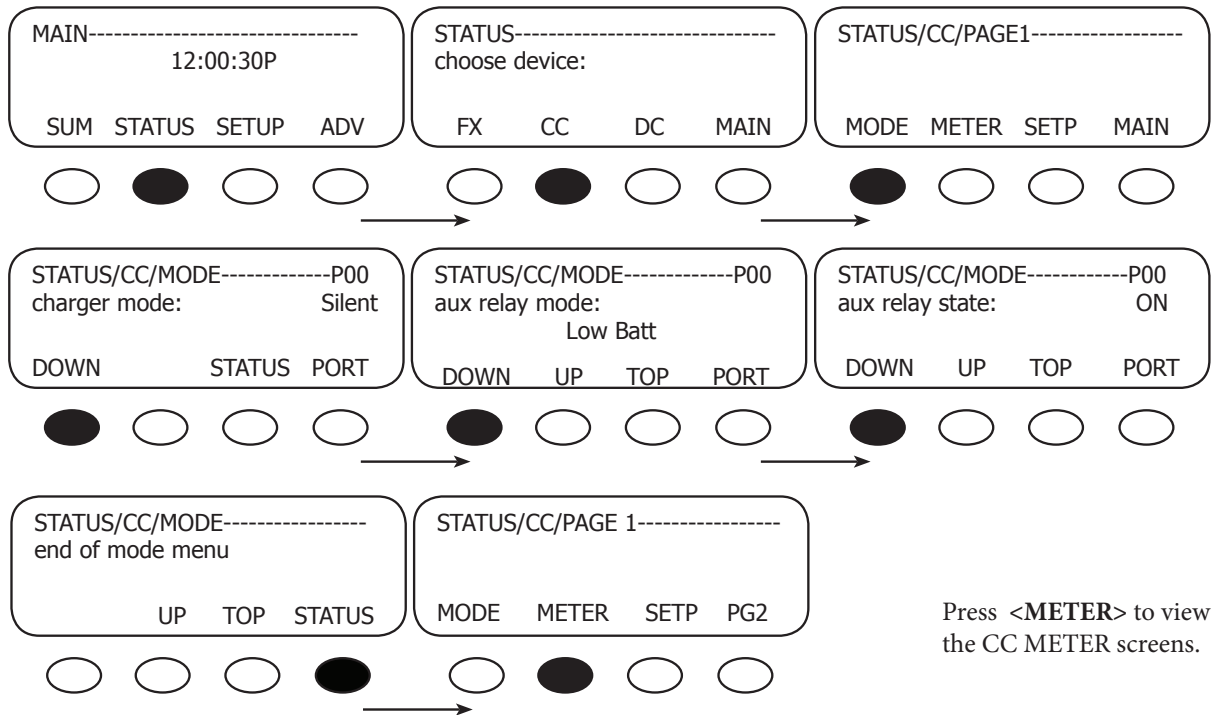 MAIN--------------------------------
12:00:30P
SUM STATUS SETUP ADV
STATUS-------------------------------
choose device:
FX CC DC MAIN
STATUS/CC/PAGE1------------------
MODE METER SETP MAIN
STATUS/CC/MODE-------------P00
charger mode: Silent
DOWN STATUS PORT
STATUS/CC/MODE-------------P00
aux relay mode:
Low Batt
DOWN UP TOP PORT
STATUS/CC/MODE------------P00
aux relay state: ON
DOWN UP TOP PORT
STATUS/CC/MODE-----------------
end of mode menu
UP TOP STATUS
STATUS/CC/PAGE 1-----------------
MODE METER SETP PG2
Press <METER> to view
the CC METER screens.